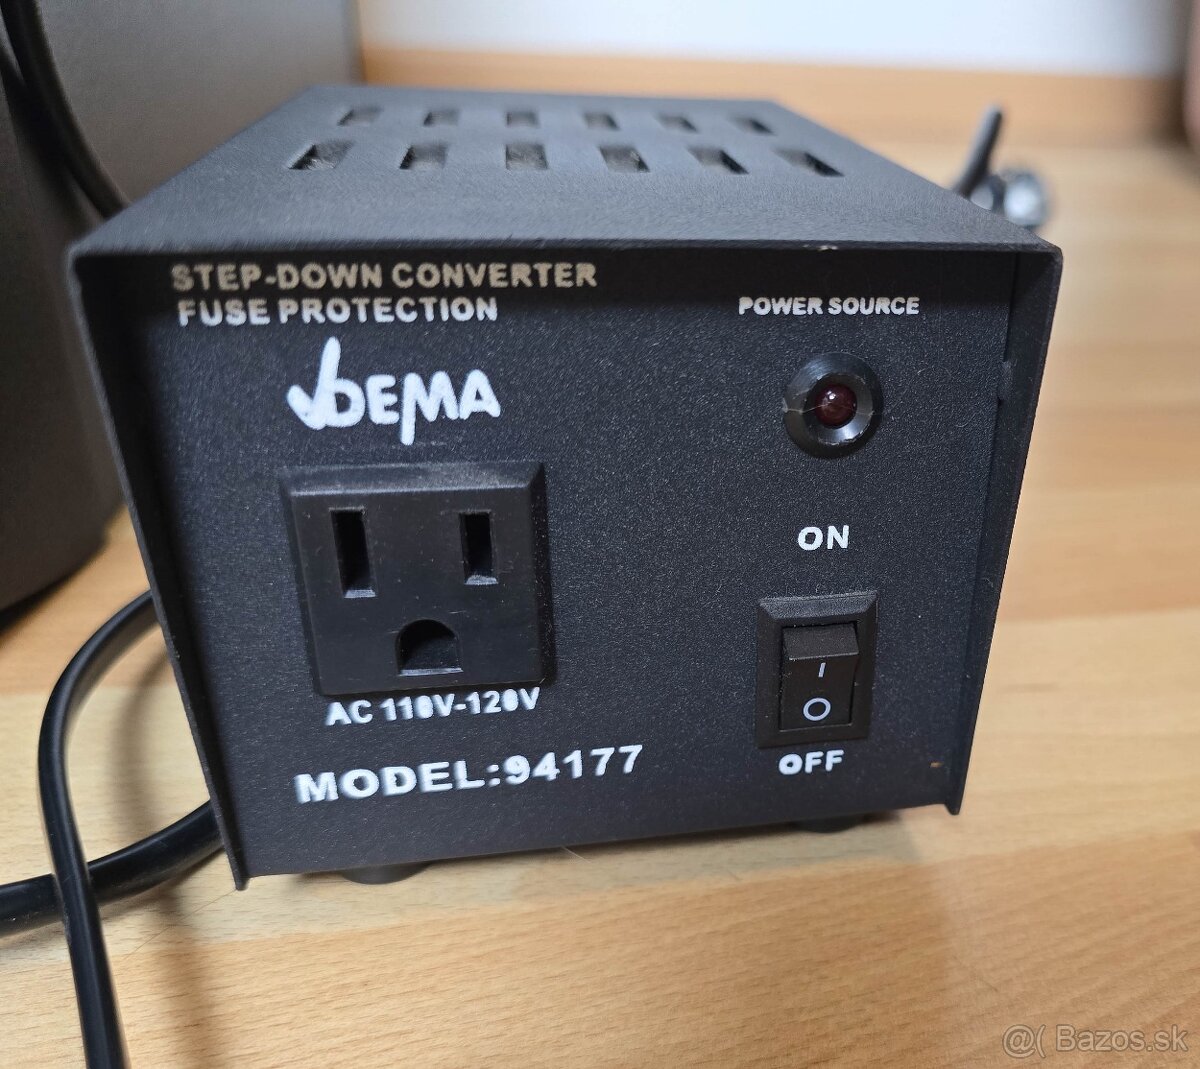 STEP-DOWN CONVERTER
FUSE PROTECTION
POWER SOURCE
DEMA
ON
I
O
AC 110V-120V
OFF
MODEL:94177
@( Bazos.sk